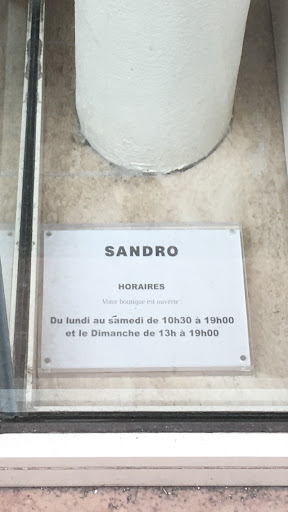 SANDRO
HORAIRES
Votre boutique est ouverte :
Du lundi au samedi de 10h30 à 19h00
et le Dimanche de 13h à 19h00